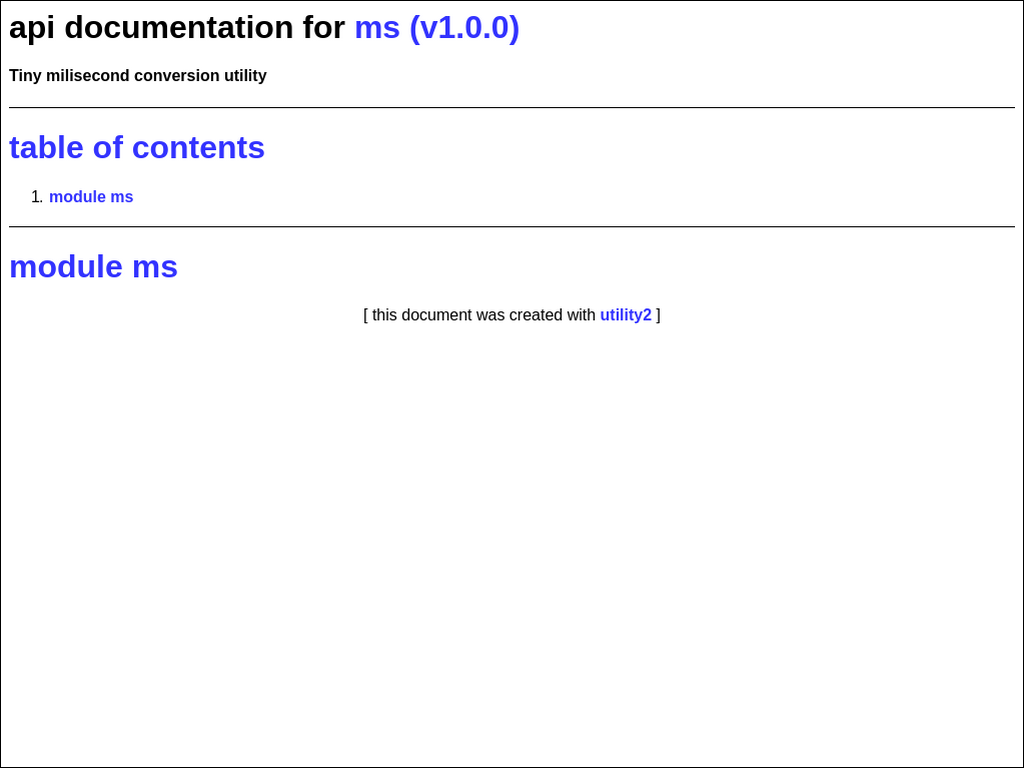 api documentation for ms (v1.0.0)
Tiny milisecond conversion utility
table of contents
1. module ms
module ms
[ this document was created with utility2 ]